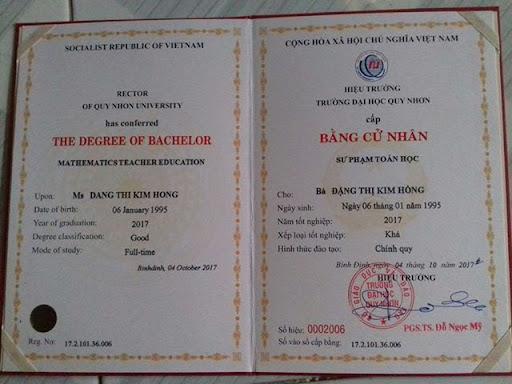 SOCIALIST REPUBLIC OF VIETNAM
RECTOR
OF QUY NHON UNIVERSITY
has conferred
THE DEGREE OF BACHELOR
MATHEMATICS TEACHER EDUCATION
Upon: Ms DANG THI KIM HONG
Date of birth: 06 January 1995
Year of graduation: 2017
Degree classification: Good
Mode of study: Full-time
Binhdinh, 04 October 2017
Reg. No: 17.2.101.36.006
CỘNG HÒA XÃ HỘI CHỦ NGHĨA VIỆT NAM
HIỆU TRƯỞNG
TRƯỜNG ĐẠI HỌC QUY NHƠN
cấp
BẰNG CỬ NHÂN
SƯ PHẠM TOÁN HỌC
Cho: Bà ĐẶNG THỊ KIM HỒNG
Ngày sinh: Ngày 06 tháng 01 năm 1995
Năm tốt nghiệp: 2017
Xếp loại tốt nghiệp: Khá
Hình thức đào tạo: Chính quy
Bình Định, ngày 04 tháng 10 năm 2017
HIỆU TRƯỞNG
TRƯỜNG
ĐẠI HỌC
QUY NHƠN
PGS.TS. Đỗ Ngọc Mỹ
Số hiệu: 0002006
Số vào sổ cấp bằng: 17.2.101.36.006